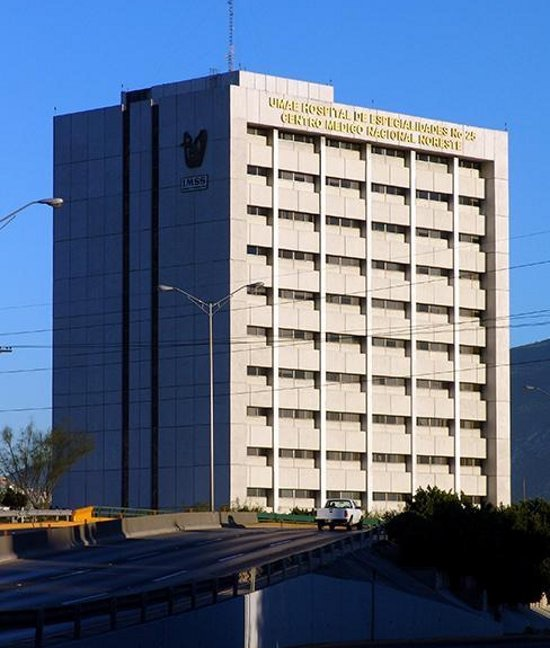 UMAE HOSPITAL DE ESPECIALIDADES No 25
CENTRO MEDICO NACIONAL NORESTE
IMSS